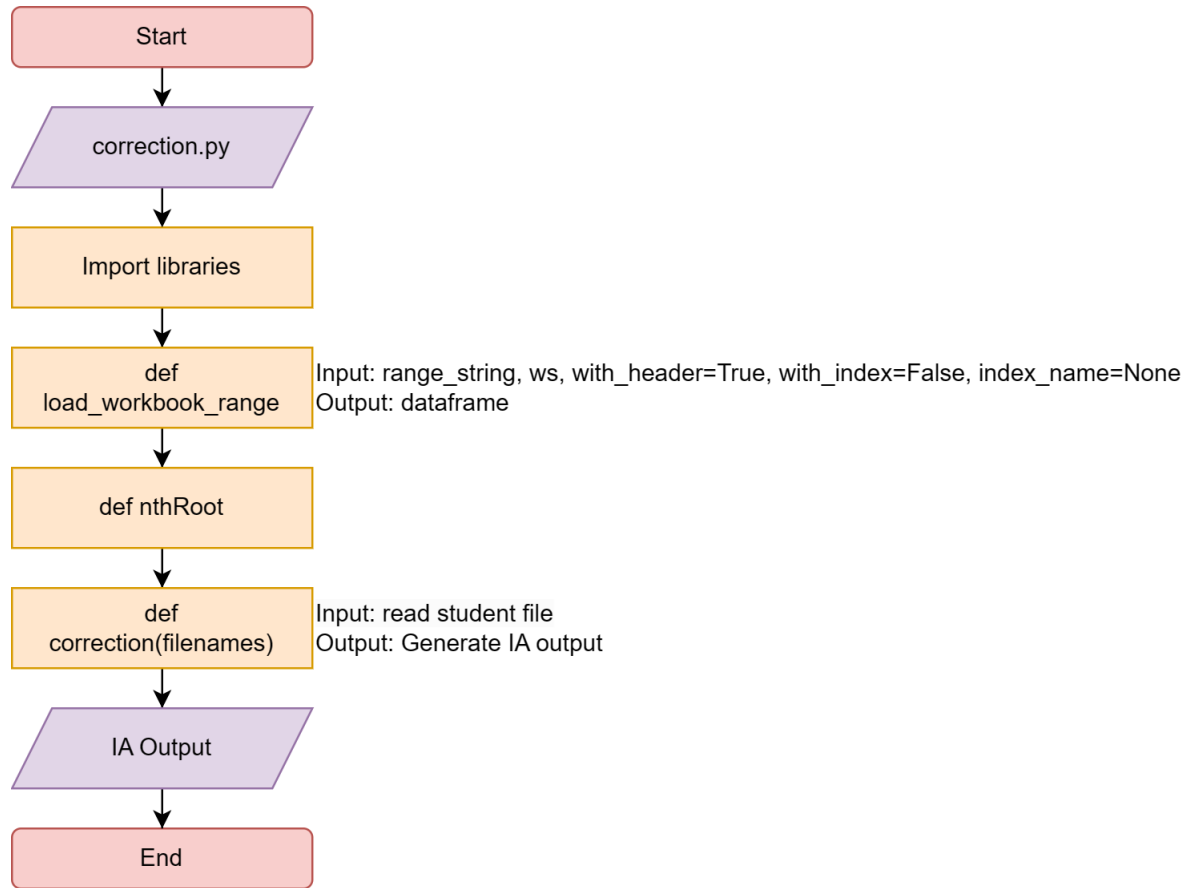 Start
correction.py
Import libraries
def
load_workbook_range
Input: range_string, ws, with_header=True, with_index=False, index_name=None
Output: dataframe
def nthRoot
def
correction(filenames)
Input: read student file
Output: Generate IA output
IA Output
End